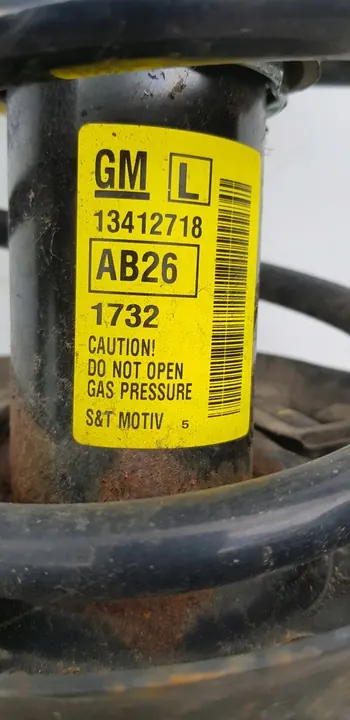 GM L
13412718
AB26
1732
CAUTION!
DO NOT OPEN
GAS PRESSURE
S&T MOTIV 5